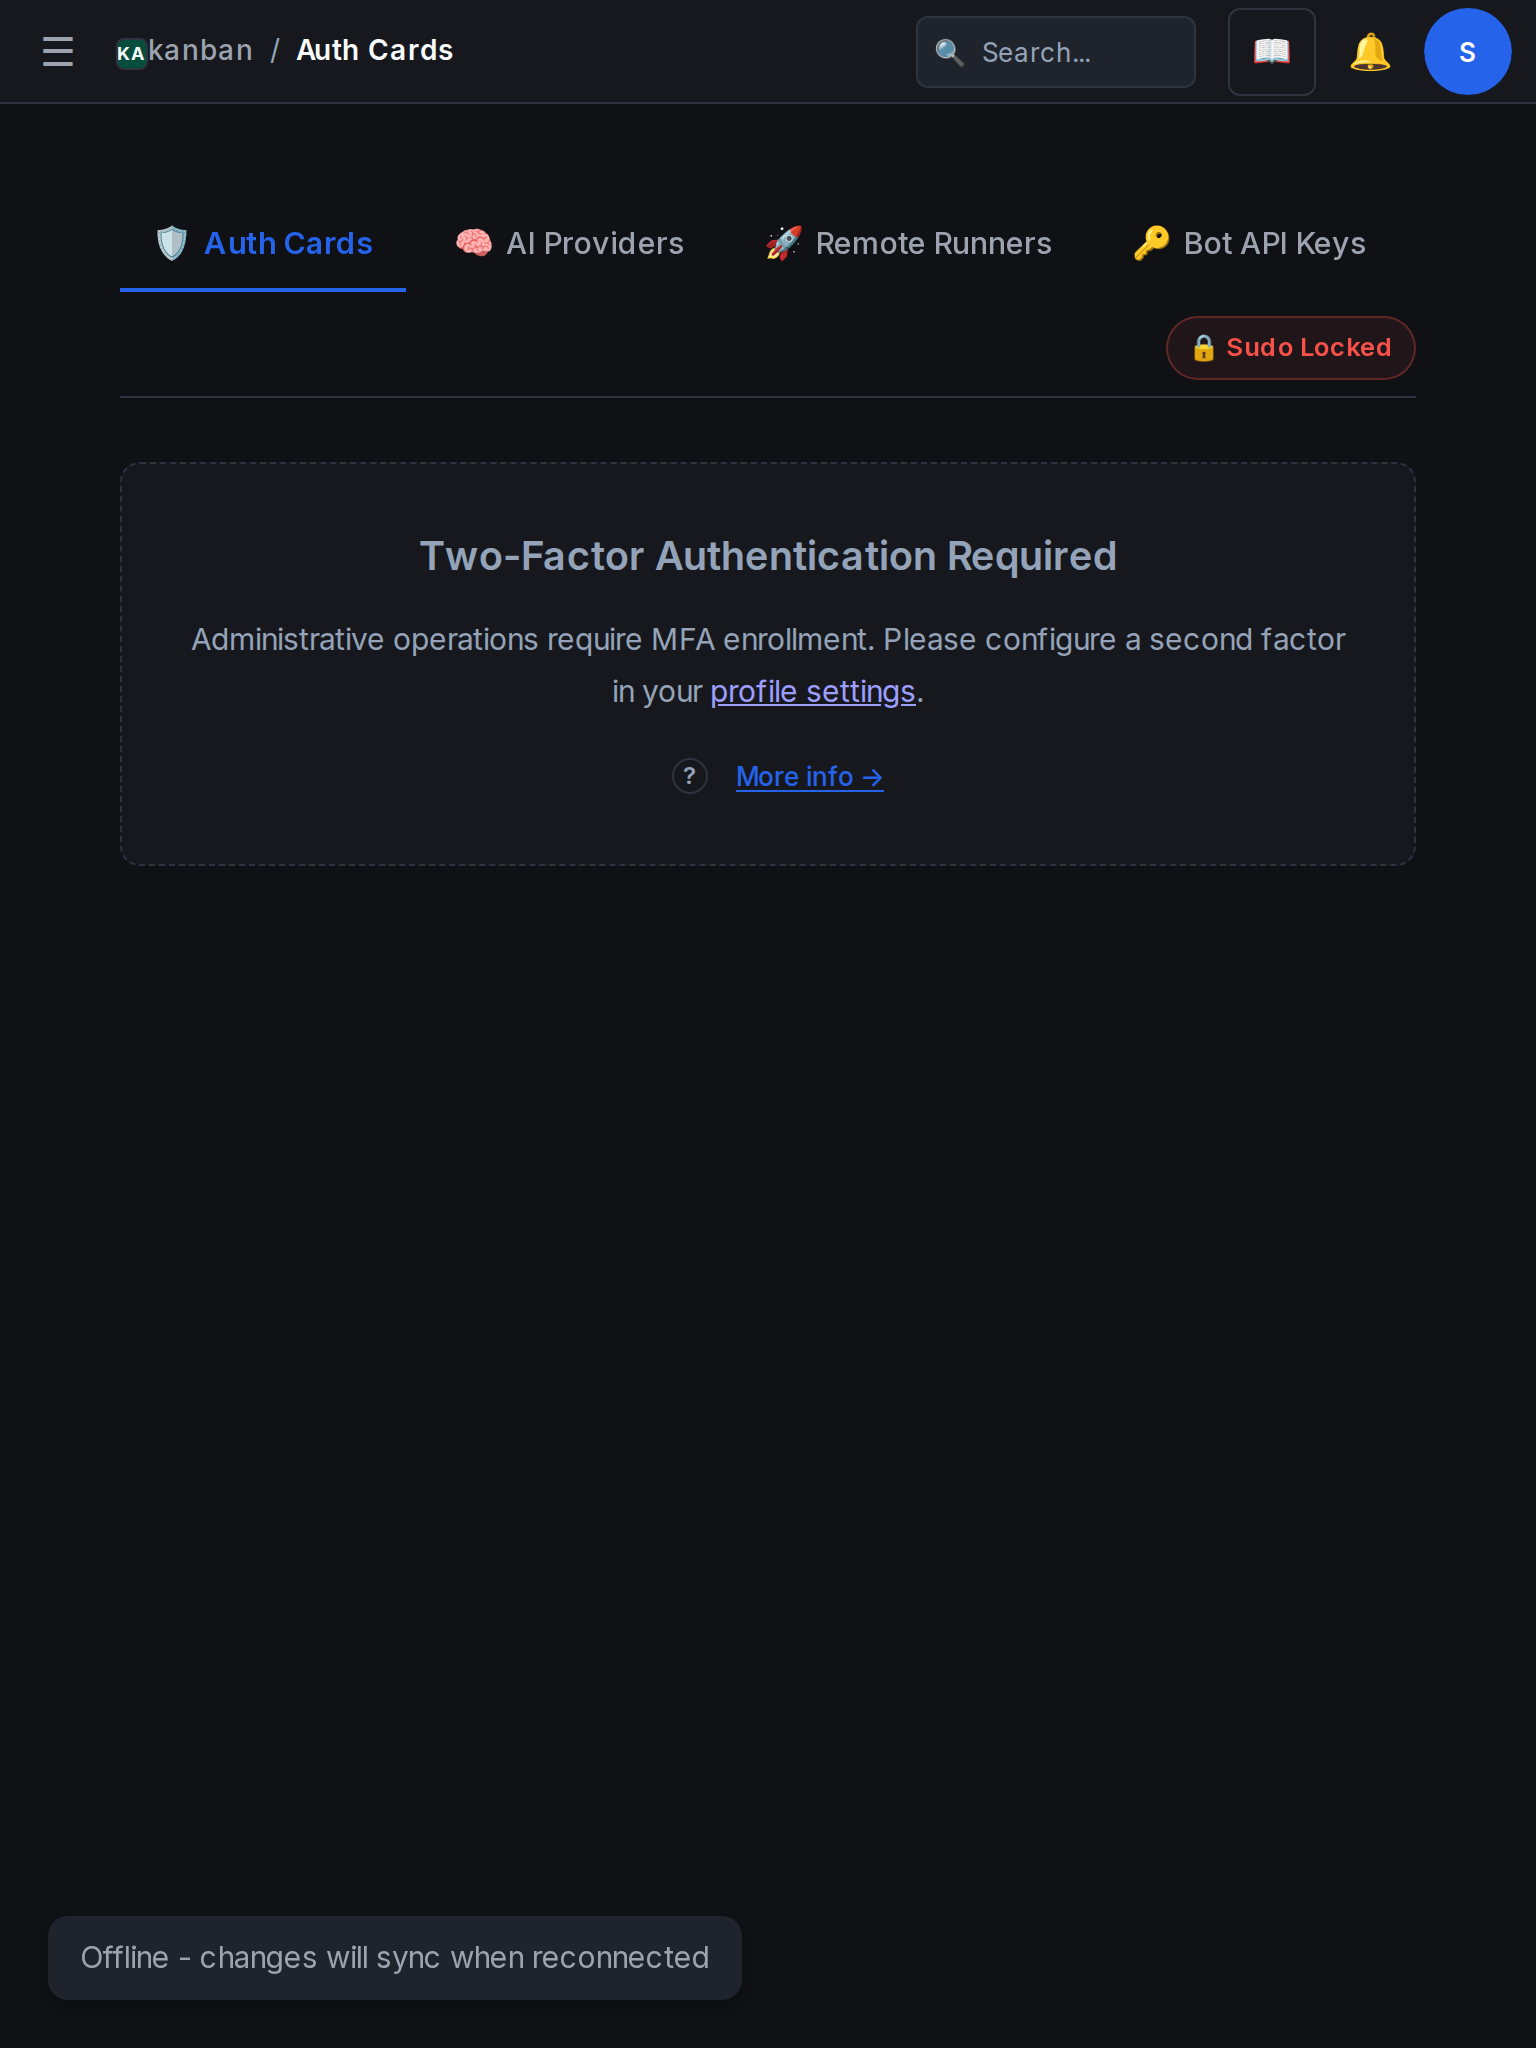 KA kanban / Auth Cards
Search...
S
Auth Cards
AI Providers
Remote Runners
Bot API Keys
Sudo Locked
Two-Factor Authentication Required
Administrative operations require MFA enrollment. Please configure a second factor
in your profile settings.
? More info →
Offline - changes will sync when reconnected